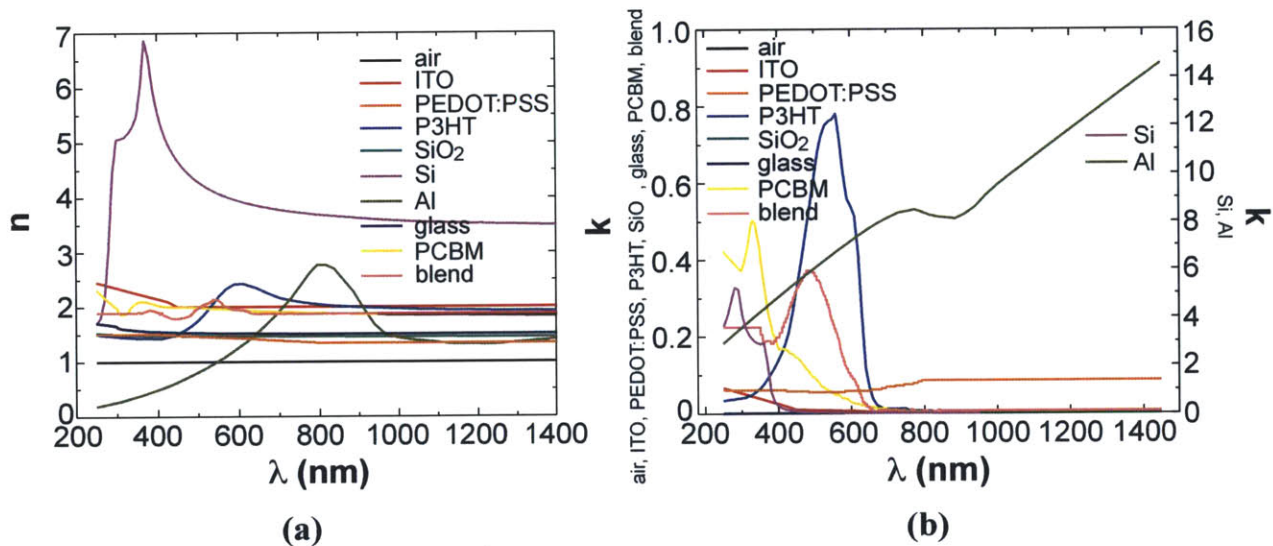 n
7
6
5
4
3
2
1
0
200 400 600 800 1000 1200 1400
λ (nm)
air
ITO
PEDOT:PSS
P3HT
SiO2
Si
Al
glass
PCBM
blend
(a)
k
air, ITO, PEDOT:PSS, P3HT, SiO , glass, PCBM, blend
1.0
0.8
0.6
0.4
0.2
0
200 400 600 800 1000 1200 1400
λ (nm)
air
ITO
PEDOT:PSS
P3HT
SiO2
glass
PCBM
blend
Si
Al
16
14
12
10
8
6
4
2
0
k Si, Al
(b)